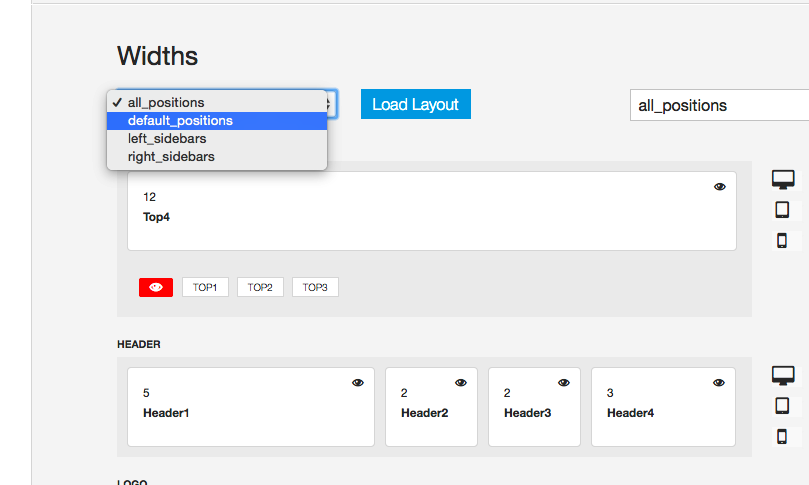 Widths
✓ all_positions
default_positions
left_sidebars
right_sidebars
Load Layout
all_positions
12
Top4
TOP1 TOP2 TOP3
HEADER
5
Header1
2
Header2
2
Header3
3
Header4
LOGO